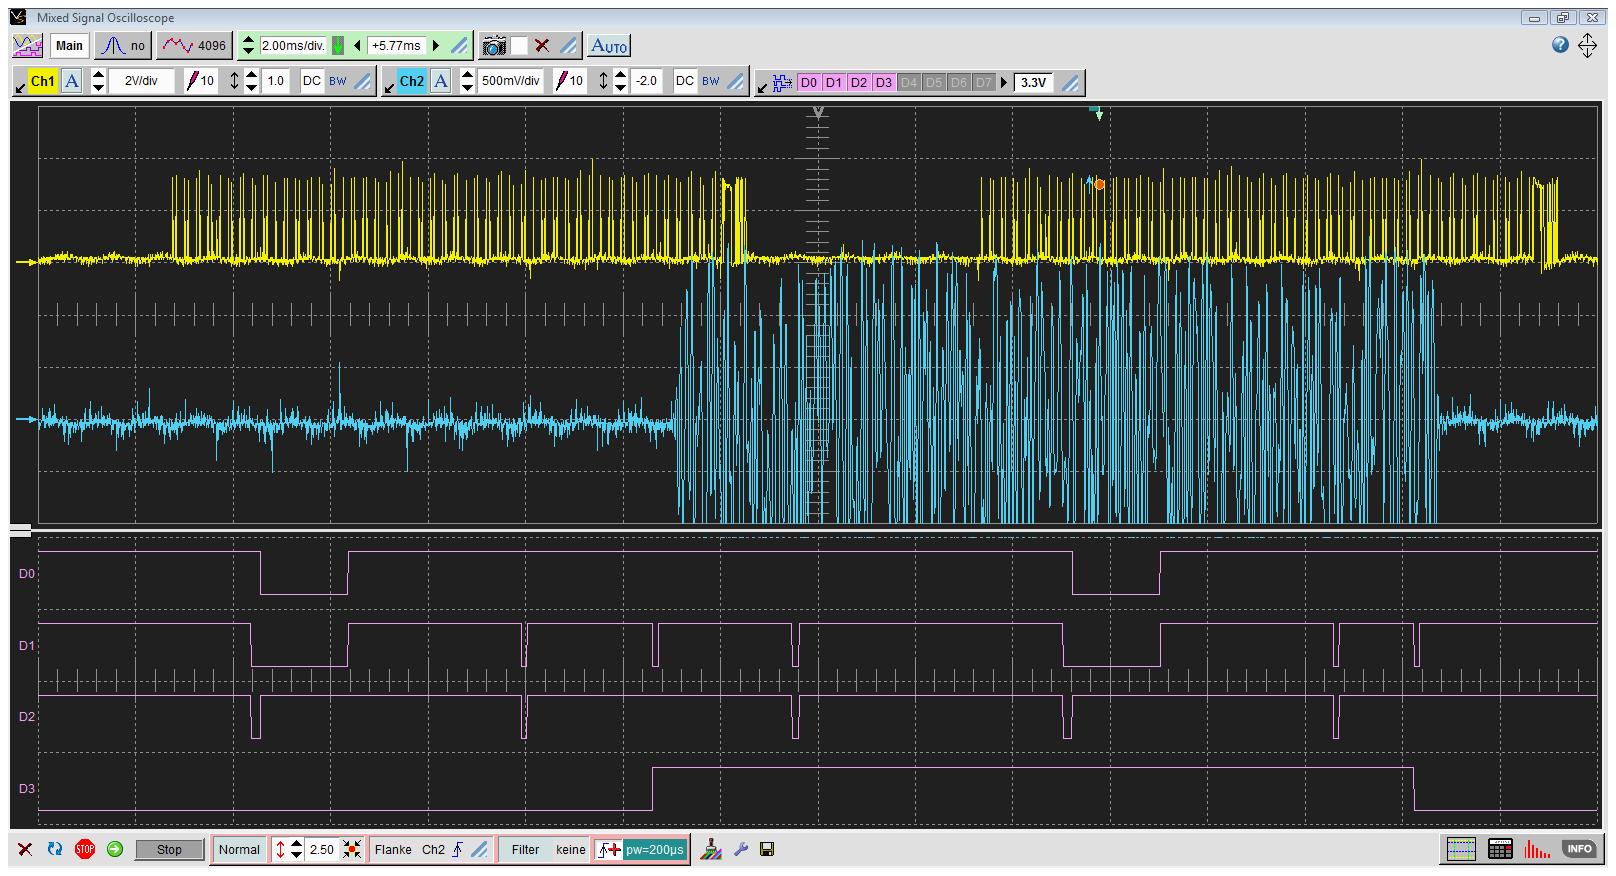 Mixed Signal Oscilloscope
Main no 4096 2.00ms/div. +5.77ms AUTO
Ch1 A 2V/div 10 1.0 DC BW Ch2 A 500mV/div 10 -2.0 DC BW D0 D1 D2 D3 D4 D5 D6 D7 3.3V
D0
D1
D2
D3
STOP Stop Normal 2.50 Flanke Ch2 Filter keine pw=200µs INFO